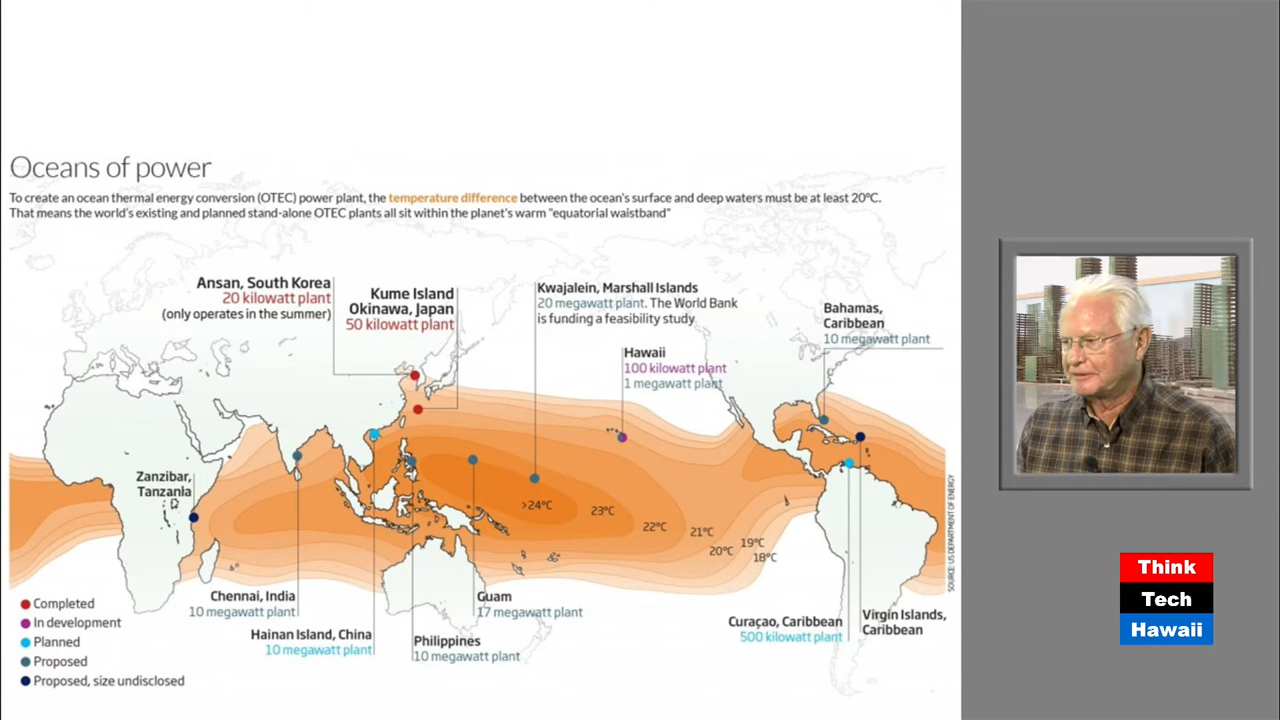 Oceans of power
To create an ocean thermal energy conversion (OTEC) power plant, the temperature difference between the ocean's surface and deep waters must be at least 20°C.
That means the world's existing and planned stand-alone OTEC plants all sit within the planet's warm "equatorial waistband"
Ansan, South Korea
20 kilowatt plant
(only operates in the summer)
Kume Island
Okinawa, Japan
50 kilowatt plant
Kwajalein, Marshall Islands
20 megawatt plant. The World Bank
is funding a feasibility study
Hawaii
100 kilowatt plant
1 megawatt plant
Bahamas,
Caribbean
10 megawatt plant
Zanzibar,
Tanzania
>24°C
23°C
22°C
21°C
20°C
19°C
18°C
Chennai, India
10 megawatt plant
Hainan Island, China
10 megawatt plant
Guam
17 megawatt plant
Philippines
10 megawatt plant
Curaçao, Caribbean
500 kilowatt plant
Virgin Islands,
Caribbean
Completed
In development
Planned
Proposed
Proposed, size undisclosed
SOURCE: US DEPARTMENT OF ENERGY
Think
Tech
Hawaii